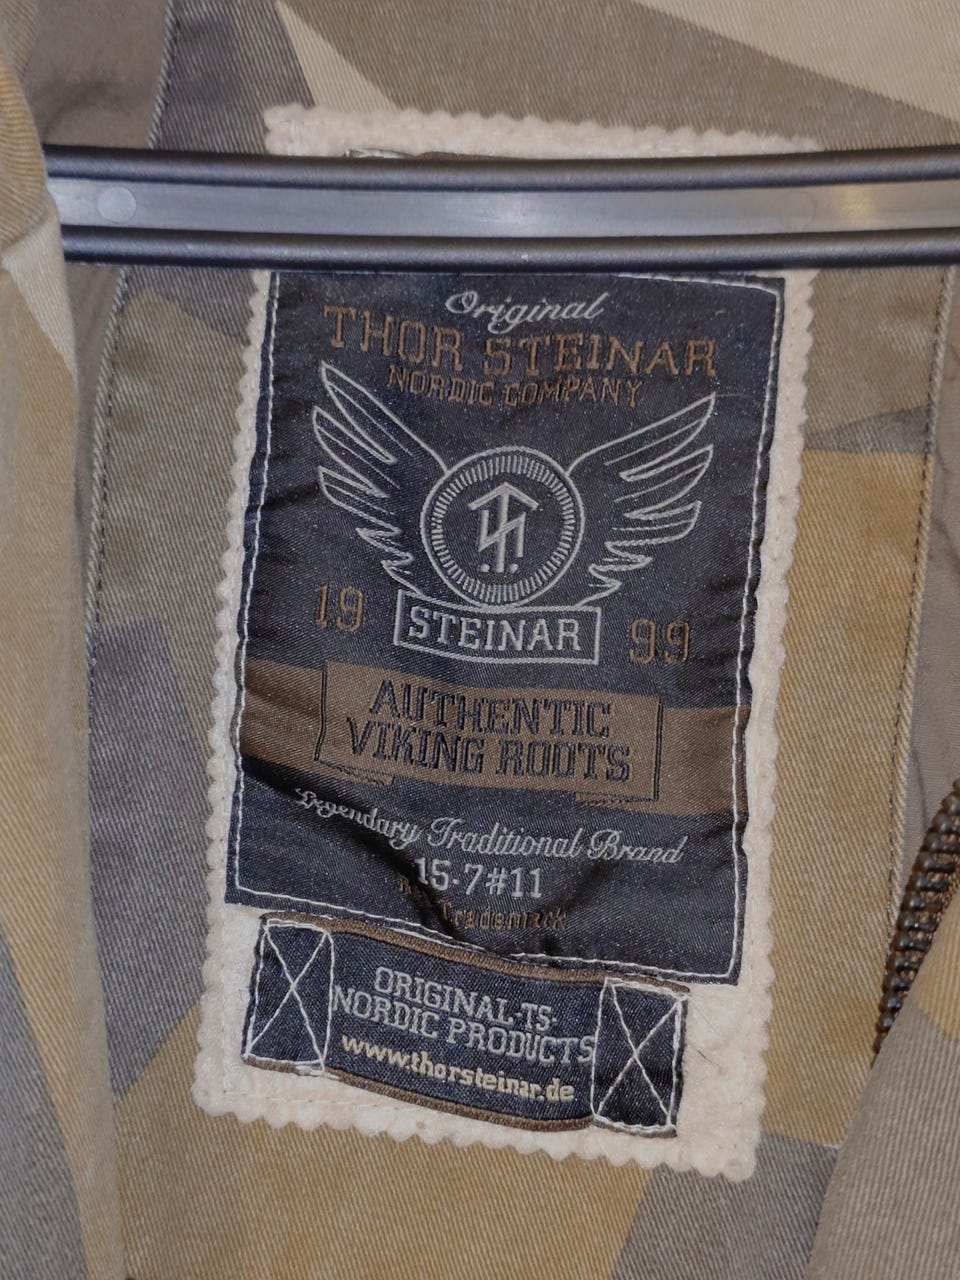 Original
THOR STEINAR
NORDIC COMPANY
STEINAR
19 99
AUTHENTIC
VIKING ROOTS
Legendary Traditional Brand
15.7#11
Trademark
ORIGINAL-TS-
NORDIC PRODUCTS
www.thorsteinar.de